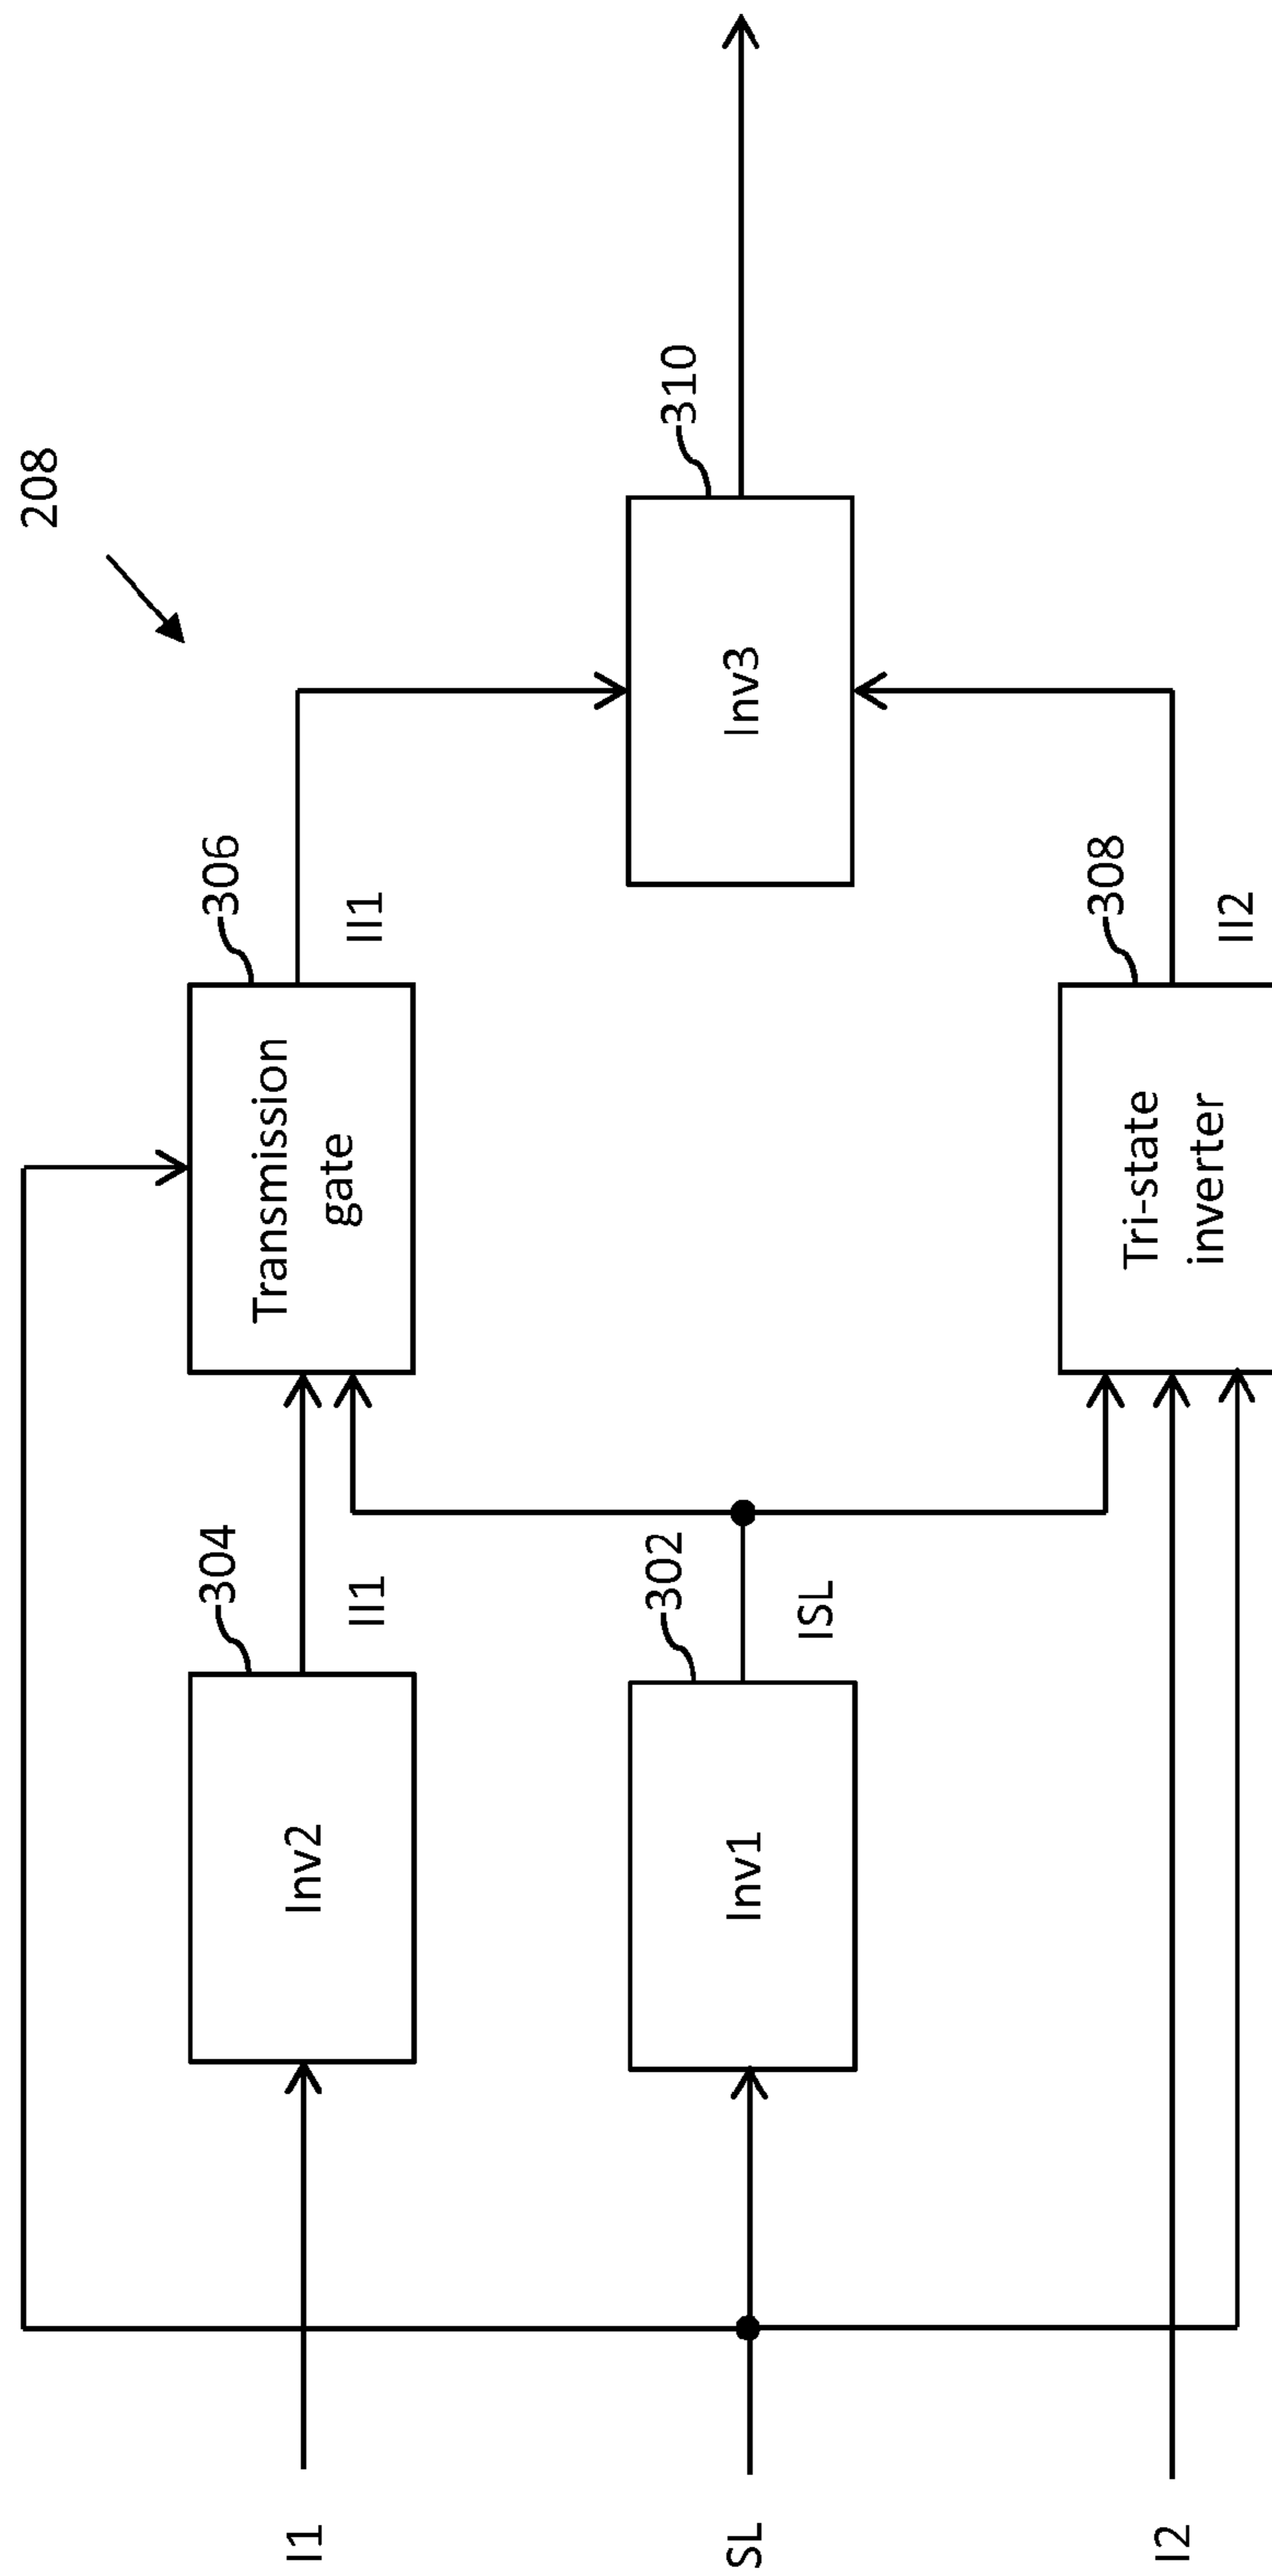 208
I1
Inv2
304
II1
Transmission
gate
306
II1
SL
Inv1
302
ISL
Inv3
310
I2
Tri-state
inverter
308
II2